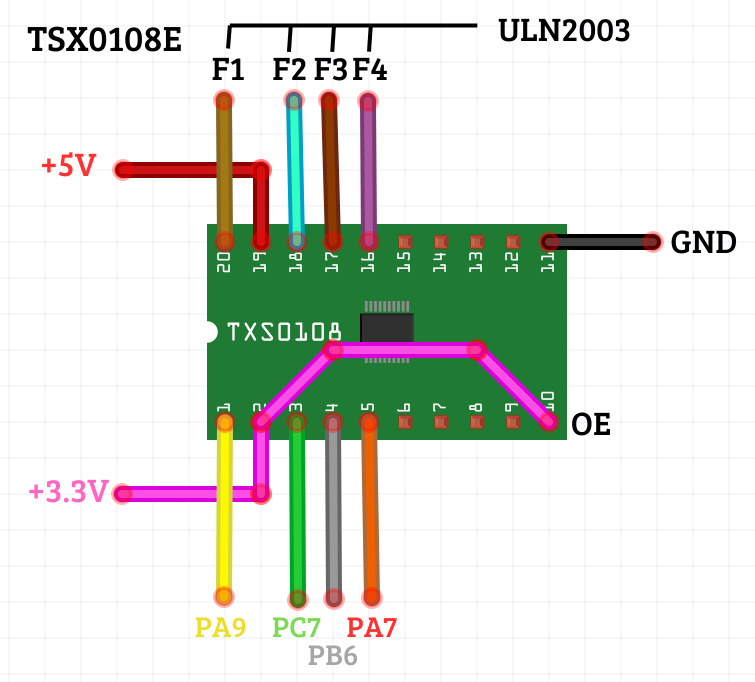 TSX0108E
ULN2003
F1 F2 F3 F4
+5V
GND
20 19 18 17 16 15 14 13 12 11
TXS0108
1 2 3 4 5 6 7 8 9 10
OE
+3.3V
PA9 PC7 PA7
PB6